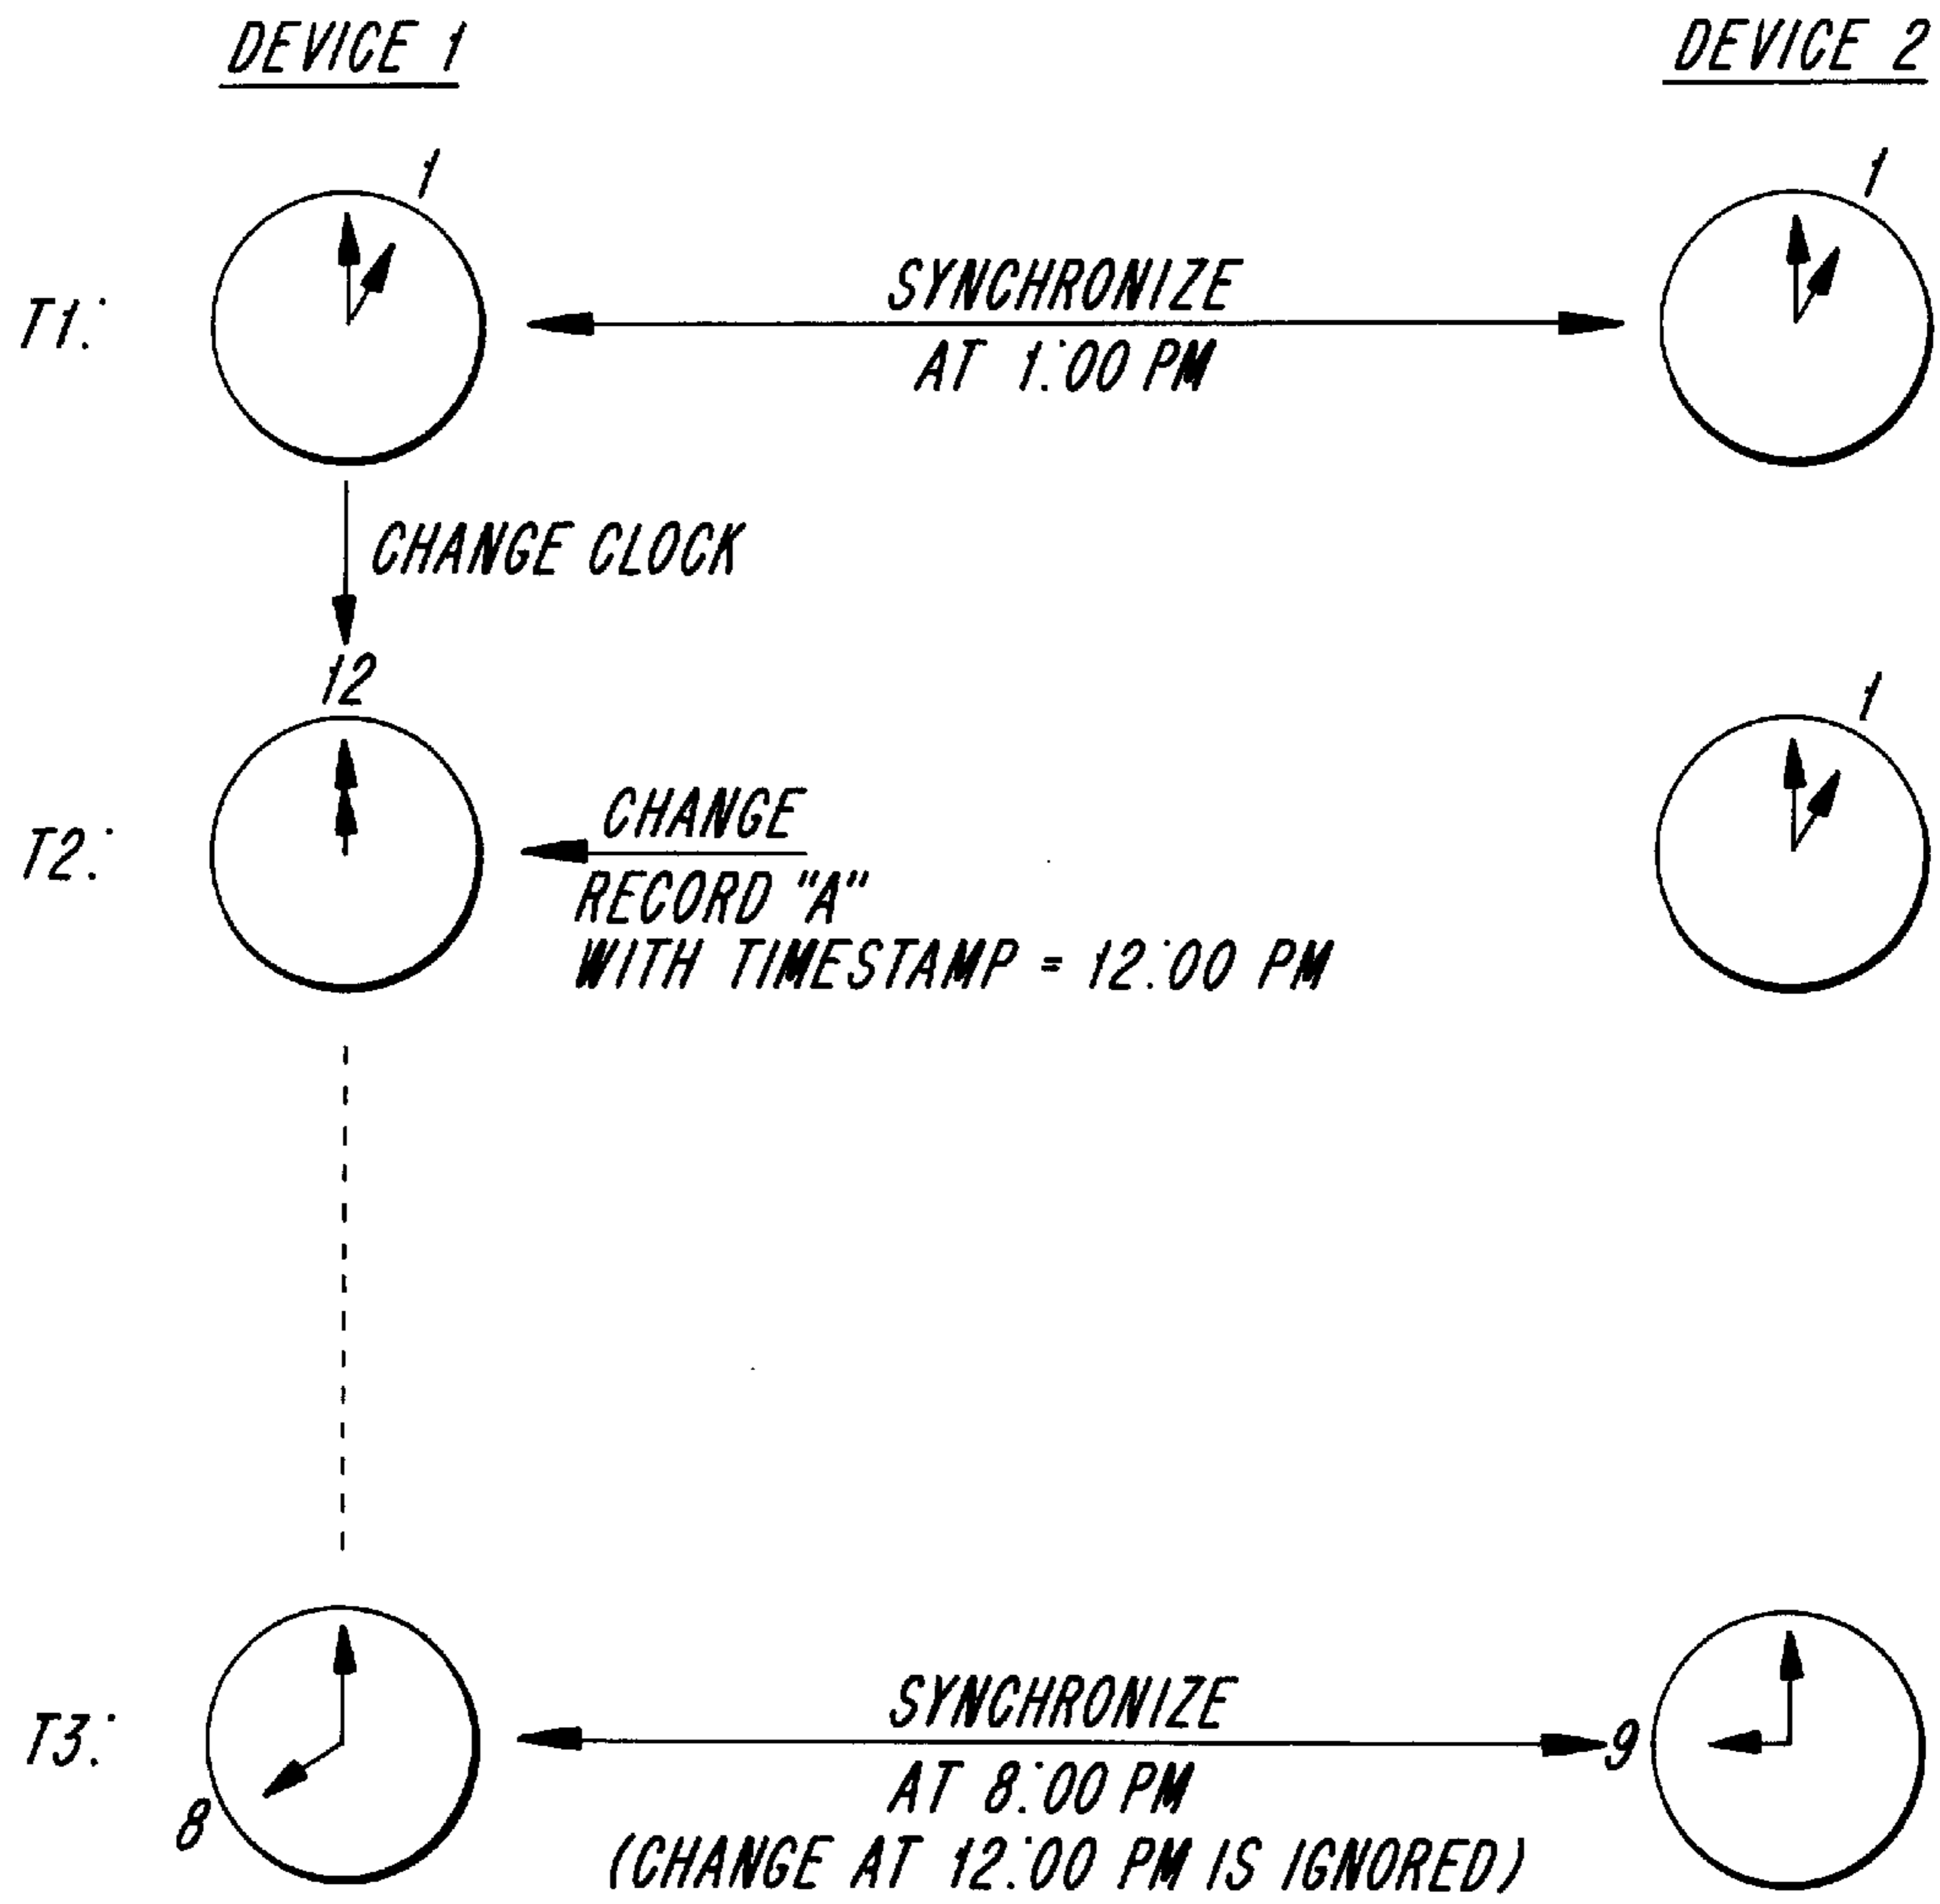 DEVICE 1
DEVICE 2
1
1
T1:
SYNCHRONIZE
AT 1:00 PM
CHANGE CLOCK
12
1
T2:
CHANGE
RECORD "A"
WITH TIMESTAMP = 12:00 PM
T3:
SYNCHRONIZE
9
AT 8:00 PM
8
(CHANGE AT 12:00 PM IS IGNORED)